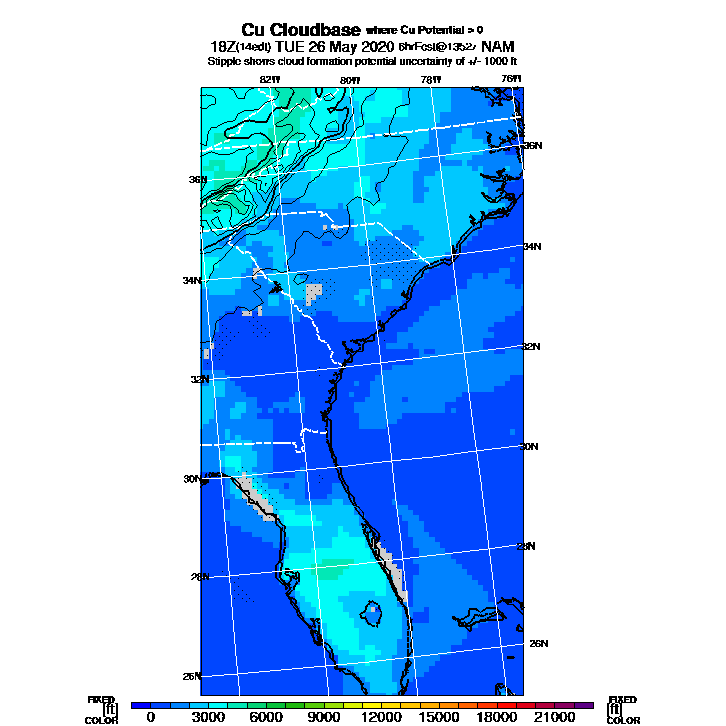 Cu Cloudbase where Cu Potential > 0
18Z(14edt) TUE 26 May 2020 6hrFcst@1352z NAM
Stipple shows cloud formation potential uncertainty of +/- 1000 ft
82W 80W 78W 76W
36N 36N
34N 34N
32N 32N
30N 30N
28N 28N
26N 26N
FIXED [ft] COLOR
0 3000 6000 9000 12000 15000 18000 21000
FIXED [ft] COLOR